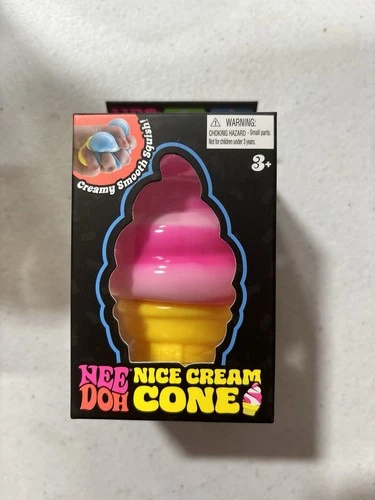 ⚠ WARNING:
CHOKING HAZARD - Small parts.
Not for children under 3 years.
Creamy Smooth Squish!
3+
NEE DOH
NICE CREAM
CONE